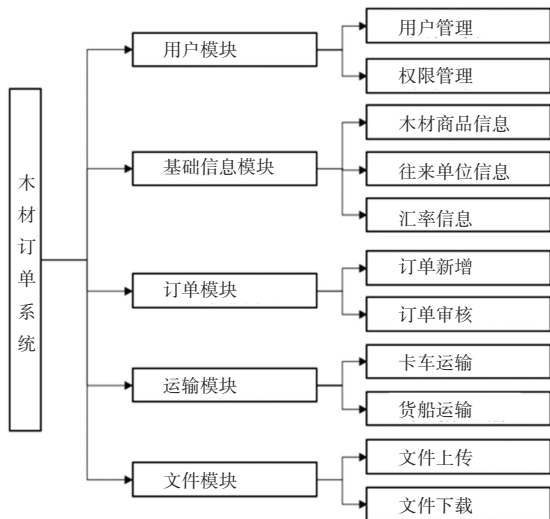 木材订单系统
用户模块
用户管理
权限管理
基础信息模块
木材商品信息
往来单位信息
汇率信息
订单模块
订单新增
订单审核
运输模块
卡车运输
货船运输
文件模块
文件上传
文件下载